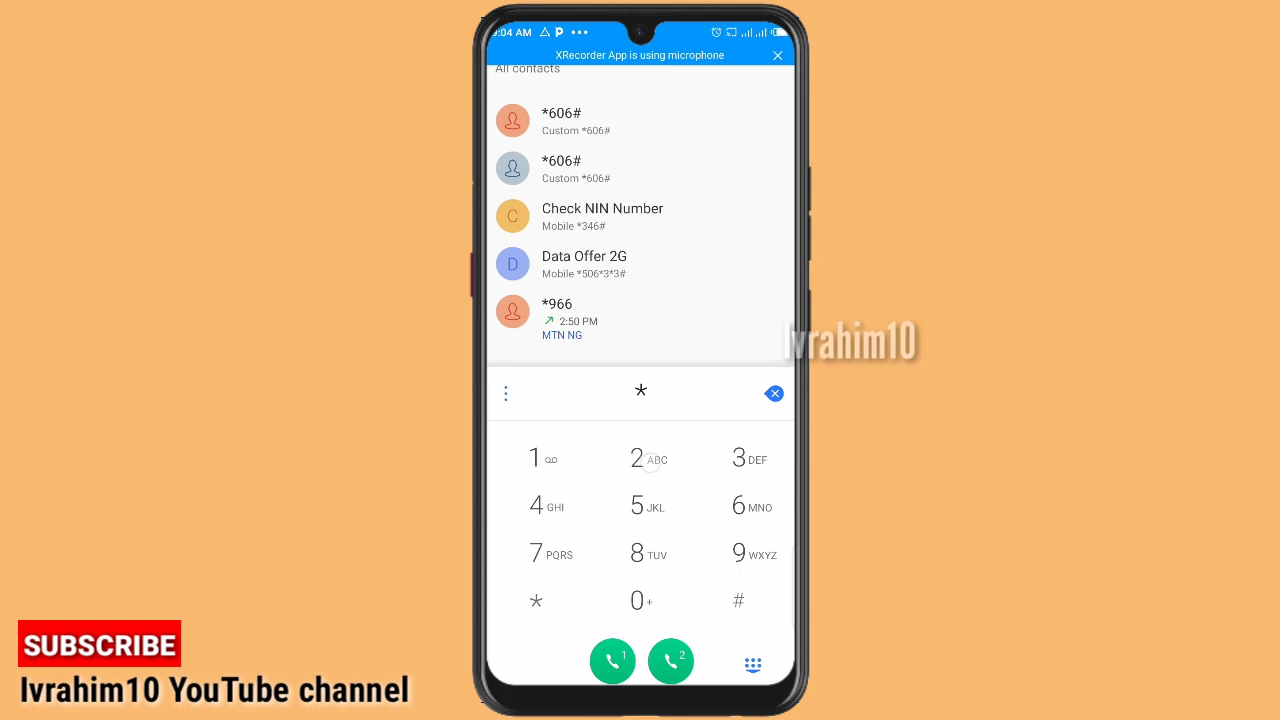 9:04 AM
XRecorder App is using microphone
All contacts
*606#
Custom *606#
*606#
Custom *606#
C
Check NIN Number
Mobile *346#
D
Data Offer 2G
Mobile *506*3*3#
*966
2:50 PM
MTN NG
Ivrahim10
*
1 2 ABC 3 DEF
4 GHI 5 JKL 6 MNO
7 PQRS 8 TUV 9 WXYZ
* 0 + #
1 2
SUBSCRIBE
Ivrahim10 YouTube channel